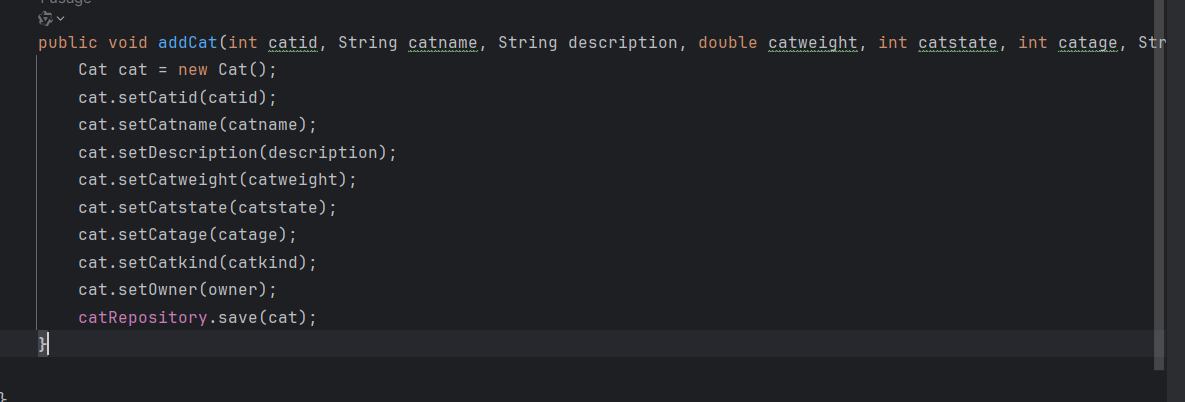 usage
public void addCat(int catid, String catname, String description, double catweight, int catstate, int catage, Str
Cat cat = new Cat();
cat.setCatid(catid);
cat.setCatname(catname);
cat.setDescription(description);
cat.setCatweight(catweight);
cat.setCatstate(catstate);
cat.setCatage(catage);
cat.setCatkind(catkind);
cat.setOwner(owner);
catRepository.save(cat);
}
}